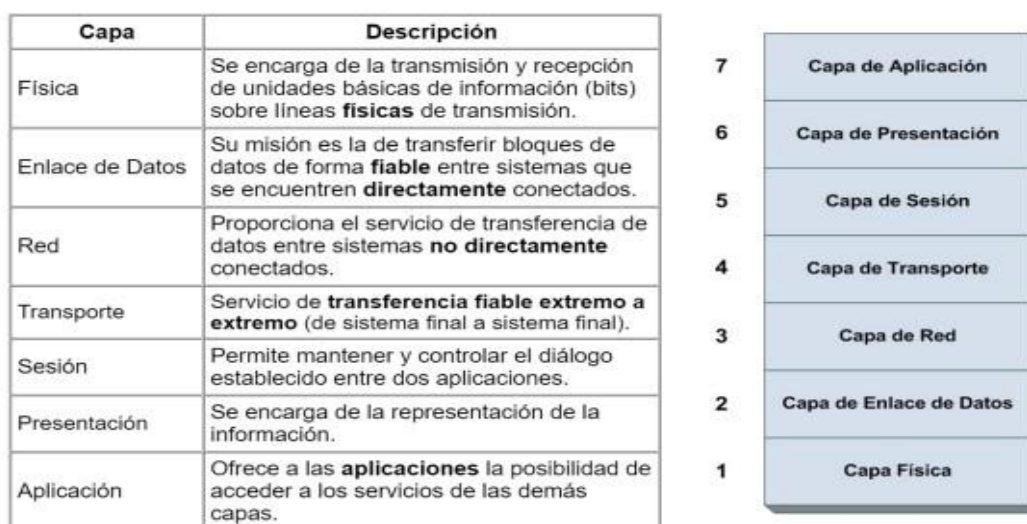 Capa Descripción
Física
Se encarga de la transmisión y recepción
de unidades básicas de información (bits)
sobre líneas físicas de transmisión.
Enlace de Datos
Su misión es la de transferir bloques de
datos de forma fiable entre sistemas que
se encuentren directamente conectados.
Red
Proporciona el servicio de transferencia de
datos entre sistemas no directamente
conectados.
Transporte
Servicio de transferencia fiable extremo a
extremo (de sistema final a sistema final).
Sesión
Permite mantener y controlar el diálogo
establecido entre dos aplicaciones.
Presentación
Se encarga de la representación de la
información.
Aplicación
Ofrece a las aplicaciones la posibilidad de
acceder a los servicios de las demás
capas.
7 Capa de Aplicación
6 Capa de Presentación
5 Capa de Sesión
4 Capa de Transporte
3 Capa de Red
2 Capa de Enlace de Datos
1 Capa Física